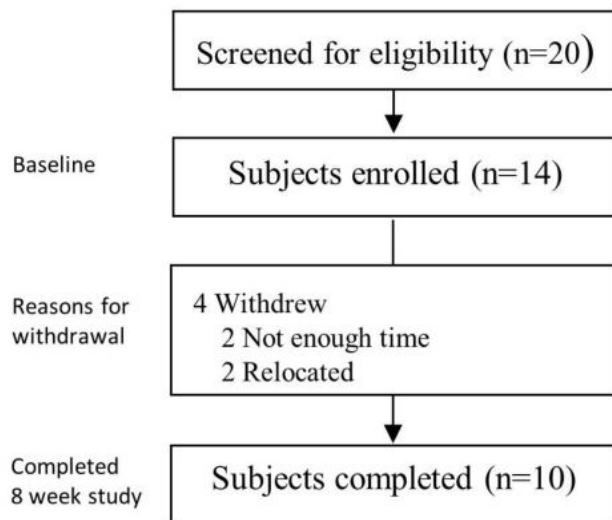 Screened for eligibility (n=20)
Baseline
Subjects enrolled (n=14)
Reasons for
withdrawal
4 Withdrew
2 Not enough time
2 Relocated
Completed
8 week study
Subjects completed (n=10)